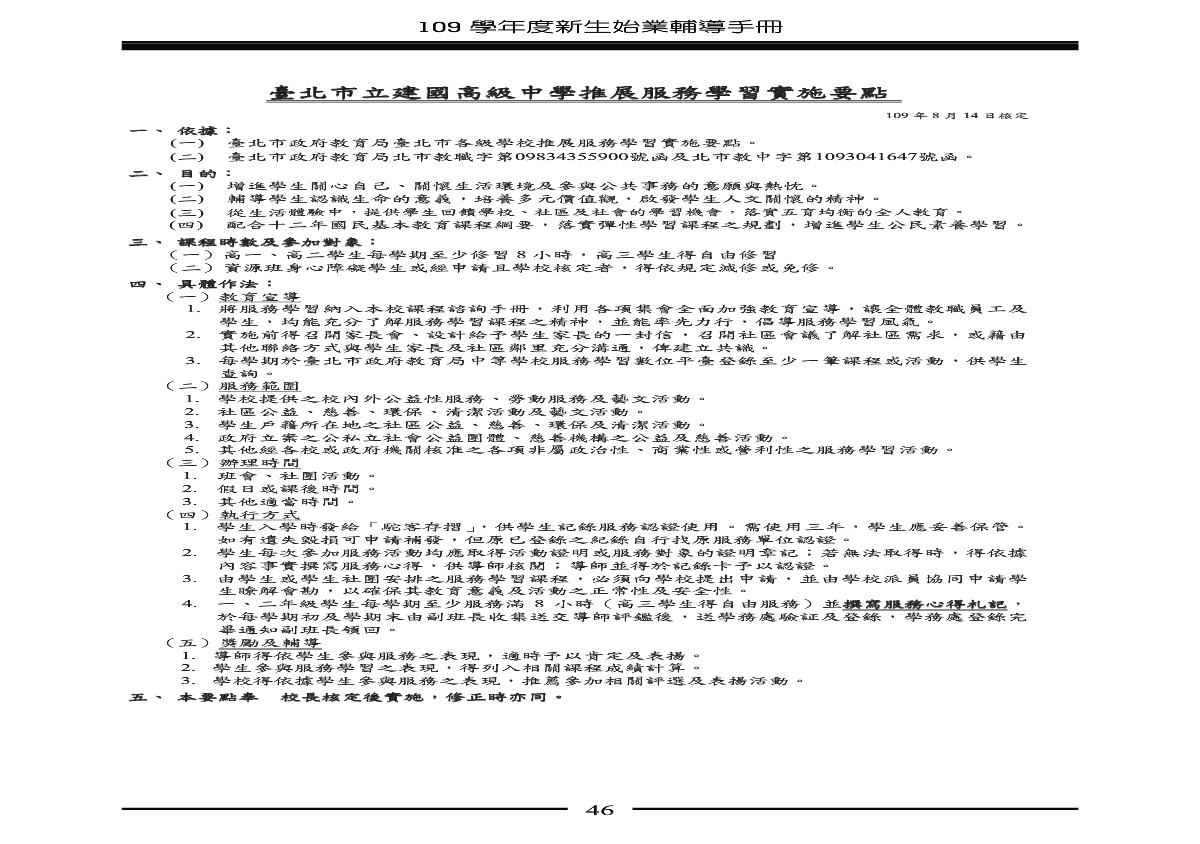 109 學年度新生始業輔導手冊
臺北市立建國高級中學推展服務學習實施要點
109 年 8 月 14 日核定
一、 依據：
(一) 臺北市政府教育局臺北市各級學校推展服務學習實施要點。
(二) 臺北市政府教育局北市教職字第09834355900號函及北市教中字第1093041647號函。
二、 目的：
(一) 增進學生關心自己、關懷生活環境及參與公共事務的意願與熱忱。
(二) 輔導學生認識生命的意義，培養多元價值觀，啟發學生人文關懷的精神。
(三) 從生活體驗中，提供學生回饋學校、社區及社會的學習機會，落實五育均衡的全人教育。
(四) 配合十二年國民基本教育課程綱要，落實彈性學習課程之規劃，增進學生公民素養學習。
三、 課程時數及參加對象：
(一) 高一、高二學生每學期至少修習 8 小時，高三學生得自由修習
(二) 資源班身心障礙學生或經申請且學校核定者，得依規定減修或免修。
四、 具體作法：
(一) 教育宣導
1. 將服務學習納入本校課程諮詢手冊，利用各項集會全面加強教育宣導，讓全體教職員工及
學生，均能充分了解服務學習課程之精神，並能率先力行，倡導服務學習風氣。
2. 實施前得召開家長會、設計給予學生家長的一封信，召開社區會議了解社區需求，或藉由
其他聯絡方式與學生家長及社區鄰里充分溝通，俾建立共識。
3. 每學期於臺北市政府教育局中等學校服務學習數位平臺登錄至少一筆課程或活動，供學生
查詢。
(二) 服務範圍
1. 學校提供之校內外公益性服務、勞動服務及藝文活動。
2. 社區公益、慈善、環保、清潔活動及藝文活動。
3. 學生戶籍所在地之社區公益、慈善、環保及清潔活動。
4. 政府立案之公私立社會公益團體、慈善機構之公益及慈善活動。
5. 其他經各校或政府機關核准之各項非屬政治性、商業性或營利性之服務學習活動。
(三) 辦理時間
1. 班會、社團活動。
2. 假日或課後時間。
3. 其他適當時間。
(四) 執行方式
1. 學生入學時發給「駝客存摺」，供學生記錄服務認證使用。需使用三年，學生應妥善保管。
如有遺失毀損可申請補發，但原已登錄之紀錄自行找原服務單位認證。
2. 學生每次參加服務活動均應取得活動證明或服務對象的證明章記；若無法取得時，得依據
內容事實撰寫服務心得，供導師核閱；導師並得於記錄卡予以認證。
3. 由學生或學生社團安排之服務學習課程，必須向學校提出申請，並由學校派員協同申請學
生瞭解會勘，以確保其教育意義及活動之正常性及安全性。
4. 一、二年級學生每學期至少服務滿 8 小時（高三學生得自由服務）並撰寫服務心得札記，
於每學期初及學期末由副班長收集送交導師評鑑後，送學務處驗証及登錄，學務處登錄完
畢通知副班長領回。
(五) 獎勵及輔導
1. 導師得依學生參與服務之表現，適時予以肯定及表揚。
2. 學生參與服務學習之表現，得列入相關課程成績計算。
3. 學校得依據學生參與服務之表現，推薦參加相關評選及表揚活動。
五、 本要點奉 校長核定後實施，修正時亦同。
46